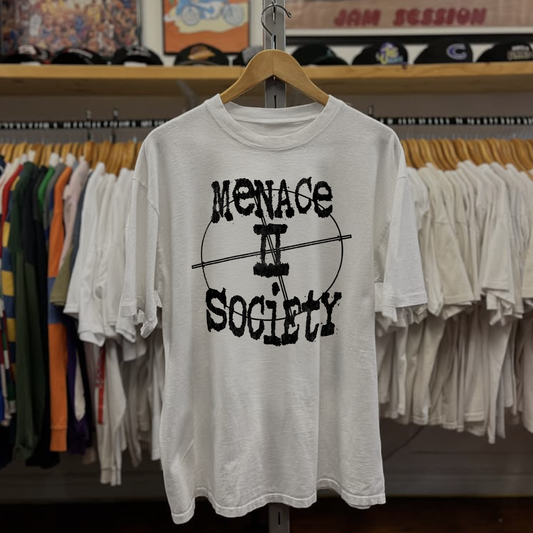 JAM SESSION
MeNACe
II
SOCiETY